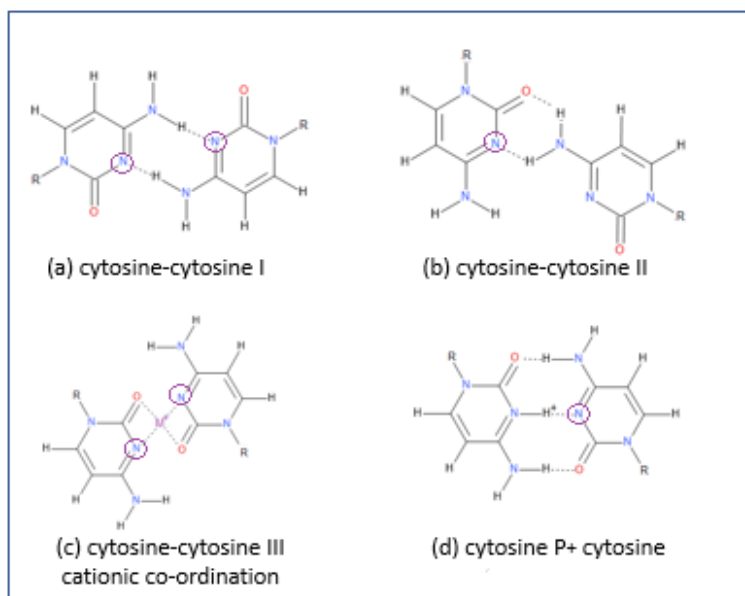 H H
O
H N H R
N N
N N
R H N H
O
H H
(a) cytosine-cytosine I
R
H N O
H
H N H N H
N N N
H H R
O
(b) cytosine-cytosine II
H
H N H
R O N H
N M⁺ N
H N O R
H N H
H
(c) cytosine-cytosine III
cationic co-ordination
H
R O H N H
N
H N H⁺ N H
N
H N H O R
H
(d) cytosine P+ cytosine